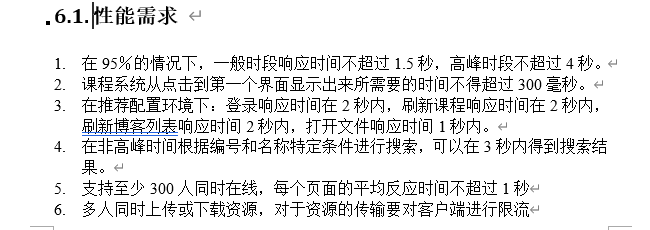 6.1.性能需求
1. 在 95％的情况下，一般时段响应时间不超过 1.5 秒，高峰时段不超过 4 秒。
2. 课程系统从点击到第一个界面显示出来所需要的时间不得超过 300 毫秒。
3. 在推荐配置环境下：登录响应时间在 2 秒内，刷新课程响应时间在 2 秒内，
刷新博客列表响应时间 2 秒内，打开文件响应时间 1 秒内。
4. 在非高峰时间根据编号和名称特定条件进行搜索，可以在 3 秒内得到搜索结
果。
5. 支持至少 300 人同时在线，每个页面的平均反应时间不超过 1 秒
6. 多人同时上传或下载资源，对于资源的传输要对客户端进行限流